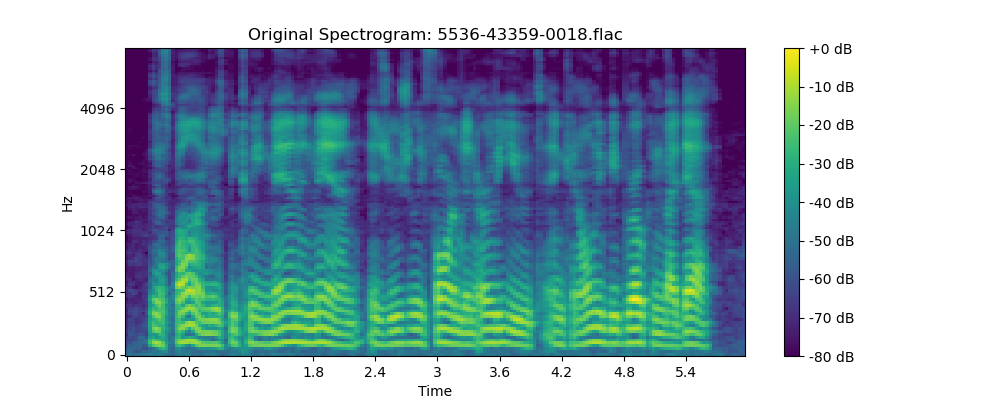 Original Spectrogram: 5536-43359-0018.flac
Hz
4096
2048
1024
512
0
0 0.6 1.2 1.8 2.4 3 3.6 4.2 4.8 5.4
Time
+0 dB
-10 dB
-20 dB
-30 dB
-40 dB
-50 dB
-60 dB
-70 dB
-80 dB